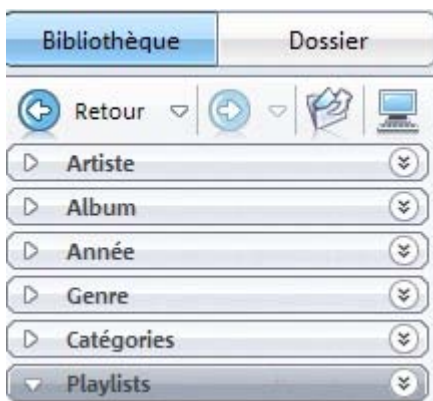 Bibliothèque Dossier
Retour
Artiste
Album
Année
Genre
Catégories
Playlists